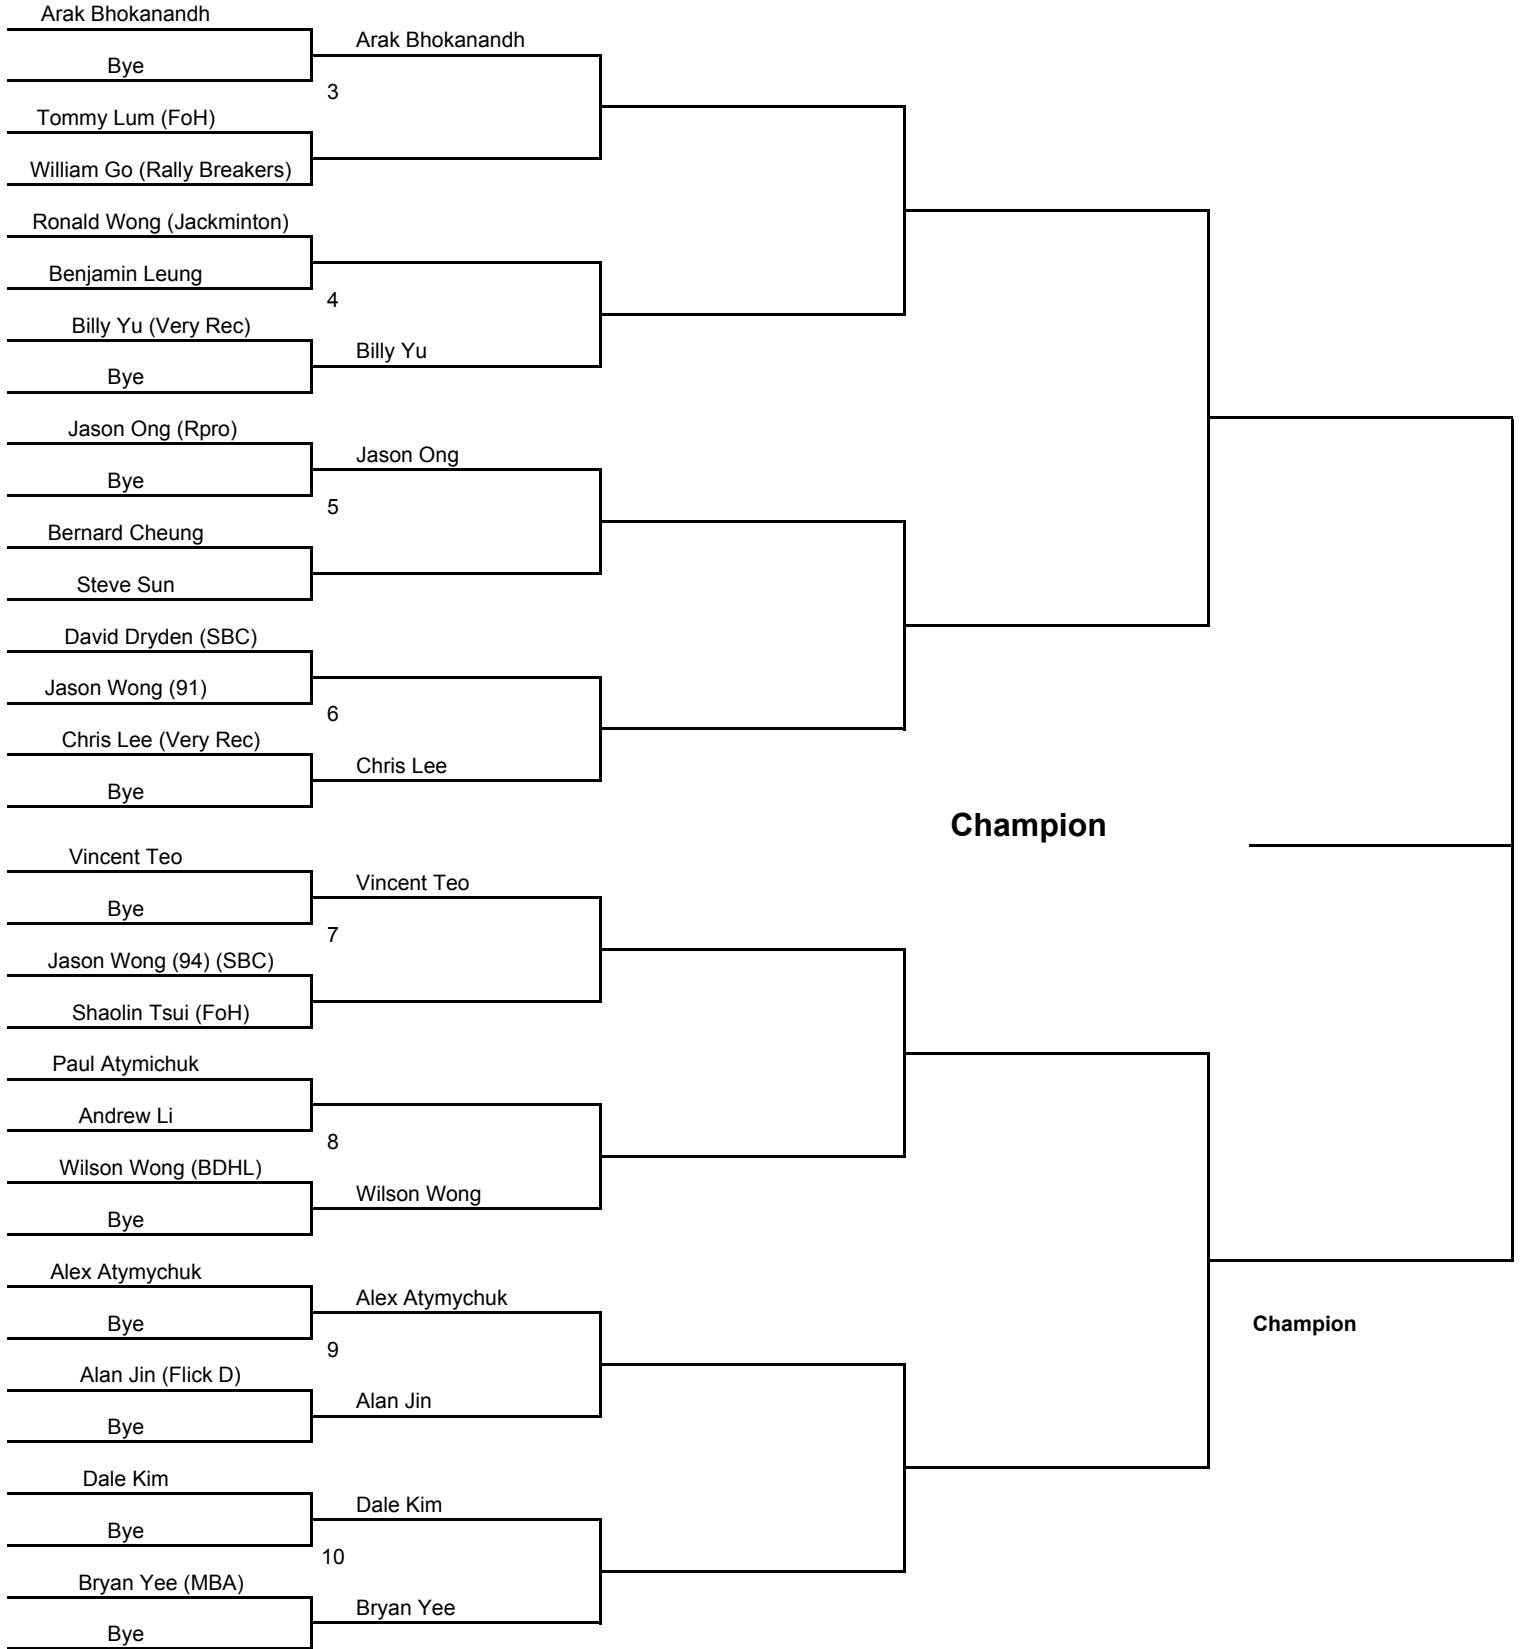 Arak Bhokanandh
Arak Bhokanandh
Bye
3
Tommy Lum (FoH)
William Go (Rally Breakers)
Ronald Wong (Jackminton)
Benjamin Leung
4
Billy Yu (Very Rec)
Billy Yu
Bye
Jason Ong (Rpro)
Jason Ong
Bye
5
Bernard Cheung
Steve Sun
David Dryden (SBC)
Jason Wong (91)
6
Chris Lee (Very Rec)
Chris Lee
Bye
Champion
Vincent Teo
Vincent Teo
Bye
7
Jason Wong (94) (SBC)
Shaolin Tsui (FoH)
Paul Atymichuk
Andrew Li
8
Wilson Wong (BDHL)
Wilson Wong
Bye
Alex Atymychuk
Alex Atymychuk
Bye
Champion
9
Alan Jin (Flick D)
Alan Jin
Bye
Dale Kim
Dale Kim
Bye
10
Bryan Yee (MBA)
Bryan Yee
Bye